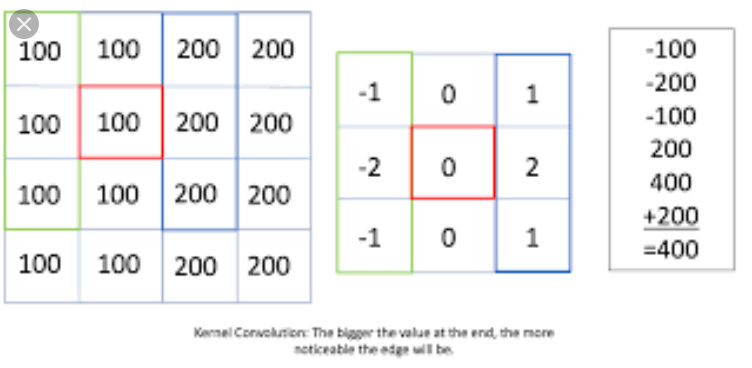 100 100 200 200
100 100 200 200
100 100 200 200
100 100 200 200
-1 0 1
-2 0 2
-1 0 1
-100
-200
-100
200
400
+200
=400
Kernel Convolution: The bigger the value at the end, the more
noticeable the edge will be.